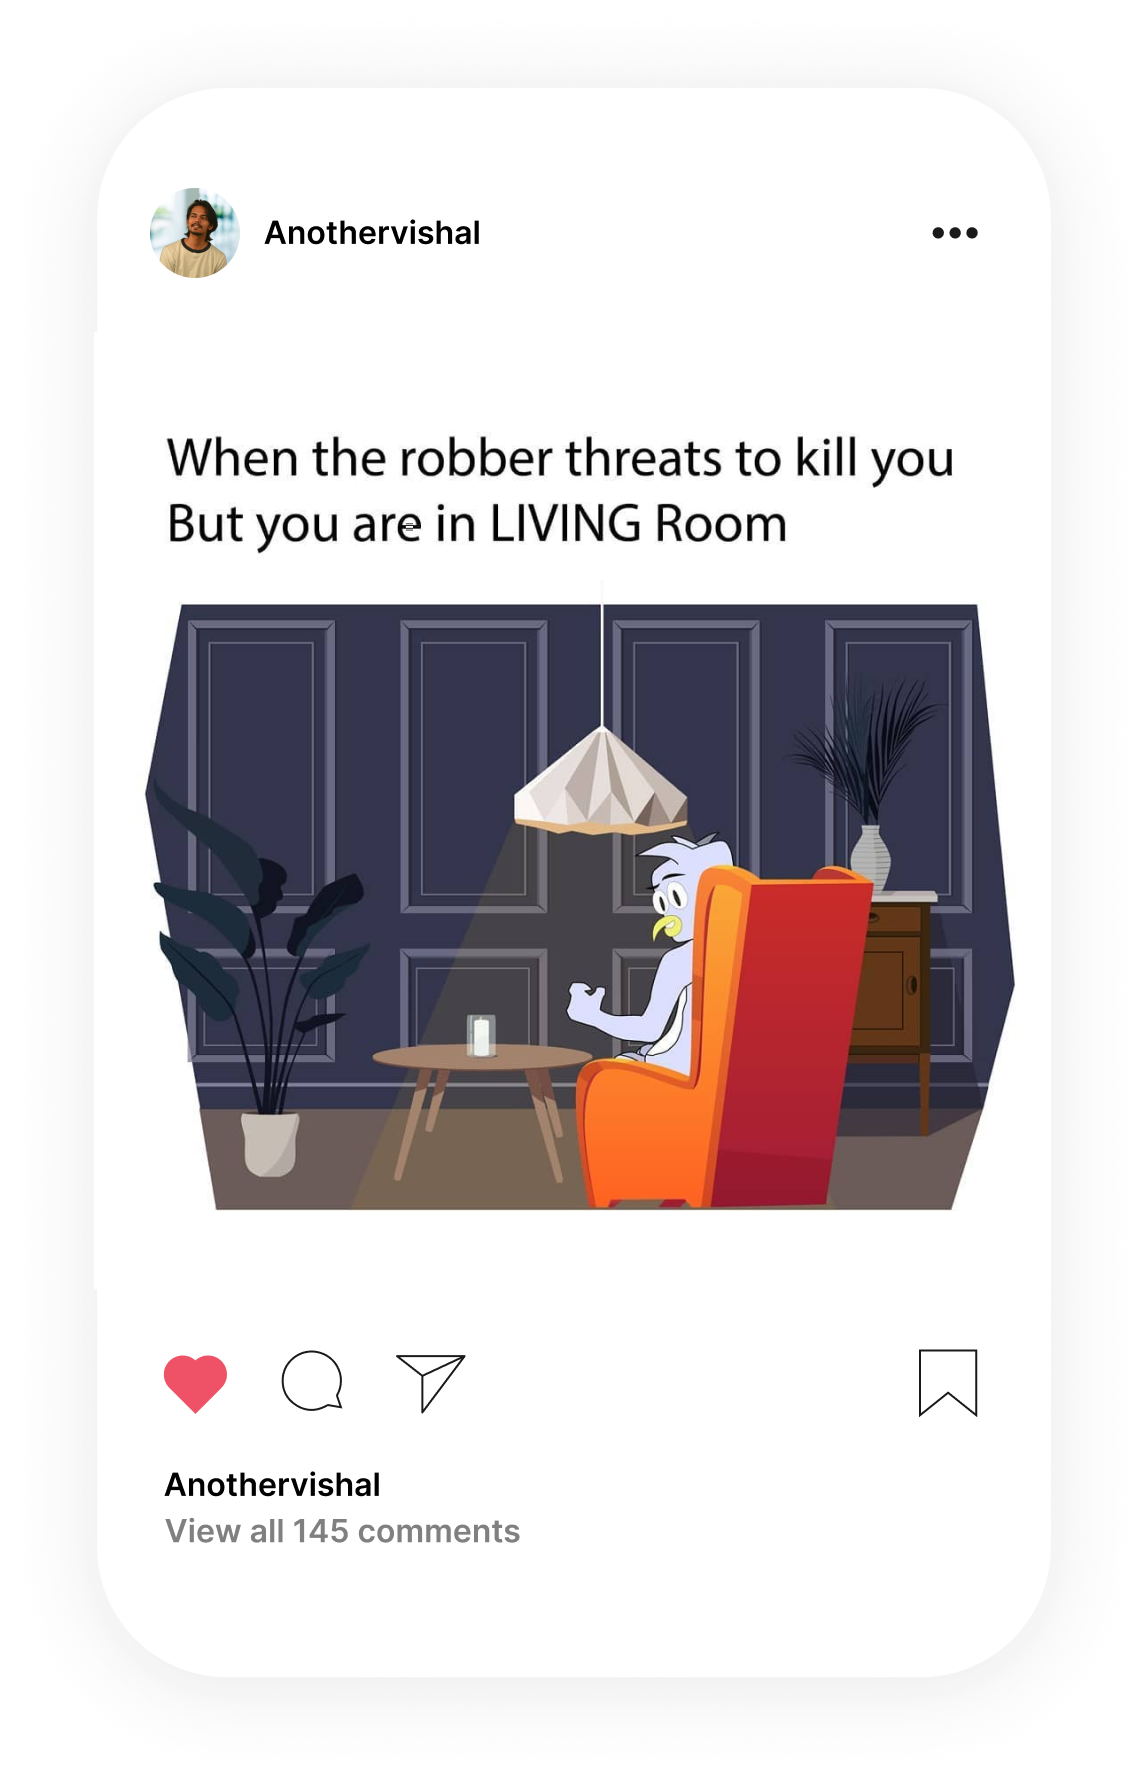 Anothervishal
When the robber threats to kill you
But you are in LIVING Room
Anothervishal
View all 145 comments